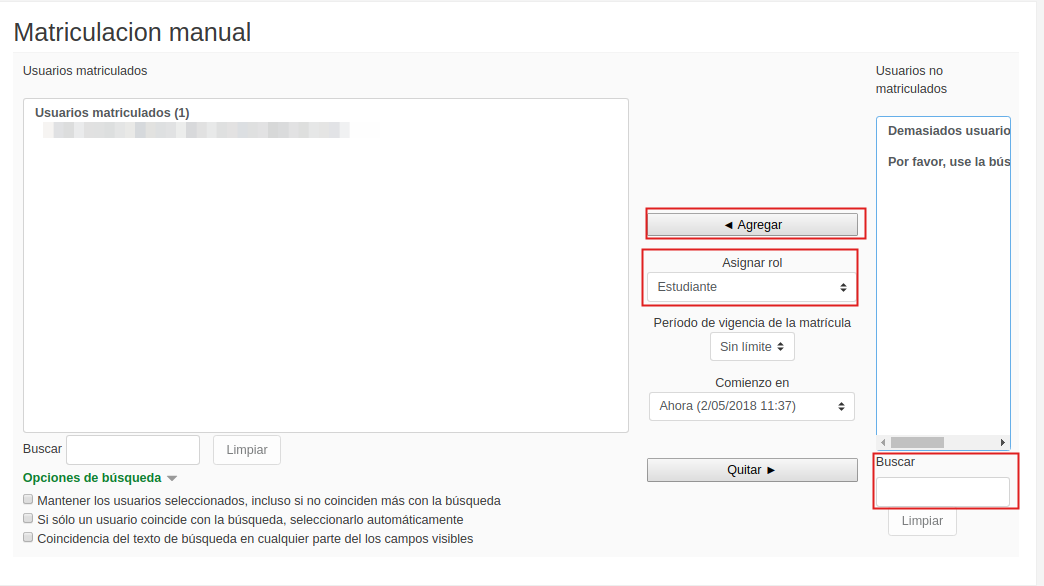 Matriculacion manual
Usuarios matriculados
Usuarios matriculados (1)
Buscar
Limpiar
Opciones de búsqueda
Mantener los usuarios seleccionados, incluso si no coinciden más con la búsqueda
Si sólo un usuario coincide con la búsqueda, seleccionarlo automáticamente
Coincidencia del texto de búsqueda en cualquier parte del los campos visibles
◄ Agregar
Asignar rol
Estudiante
Período de vigencia de la matrícula
Sin límite
Comienzo en
Ahora (2/05/2018 11:37)
Quitar ►
Usuarios no
matriculados
Demasiados usuario
Por favor, use la bús
Buscar
Limpiar